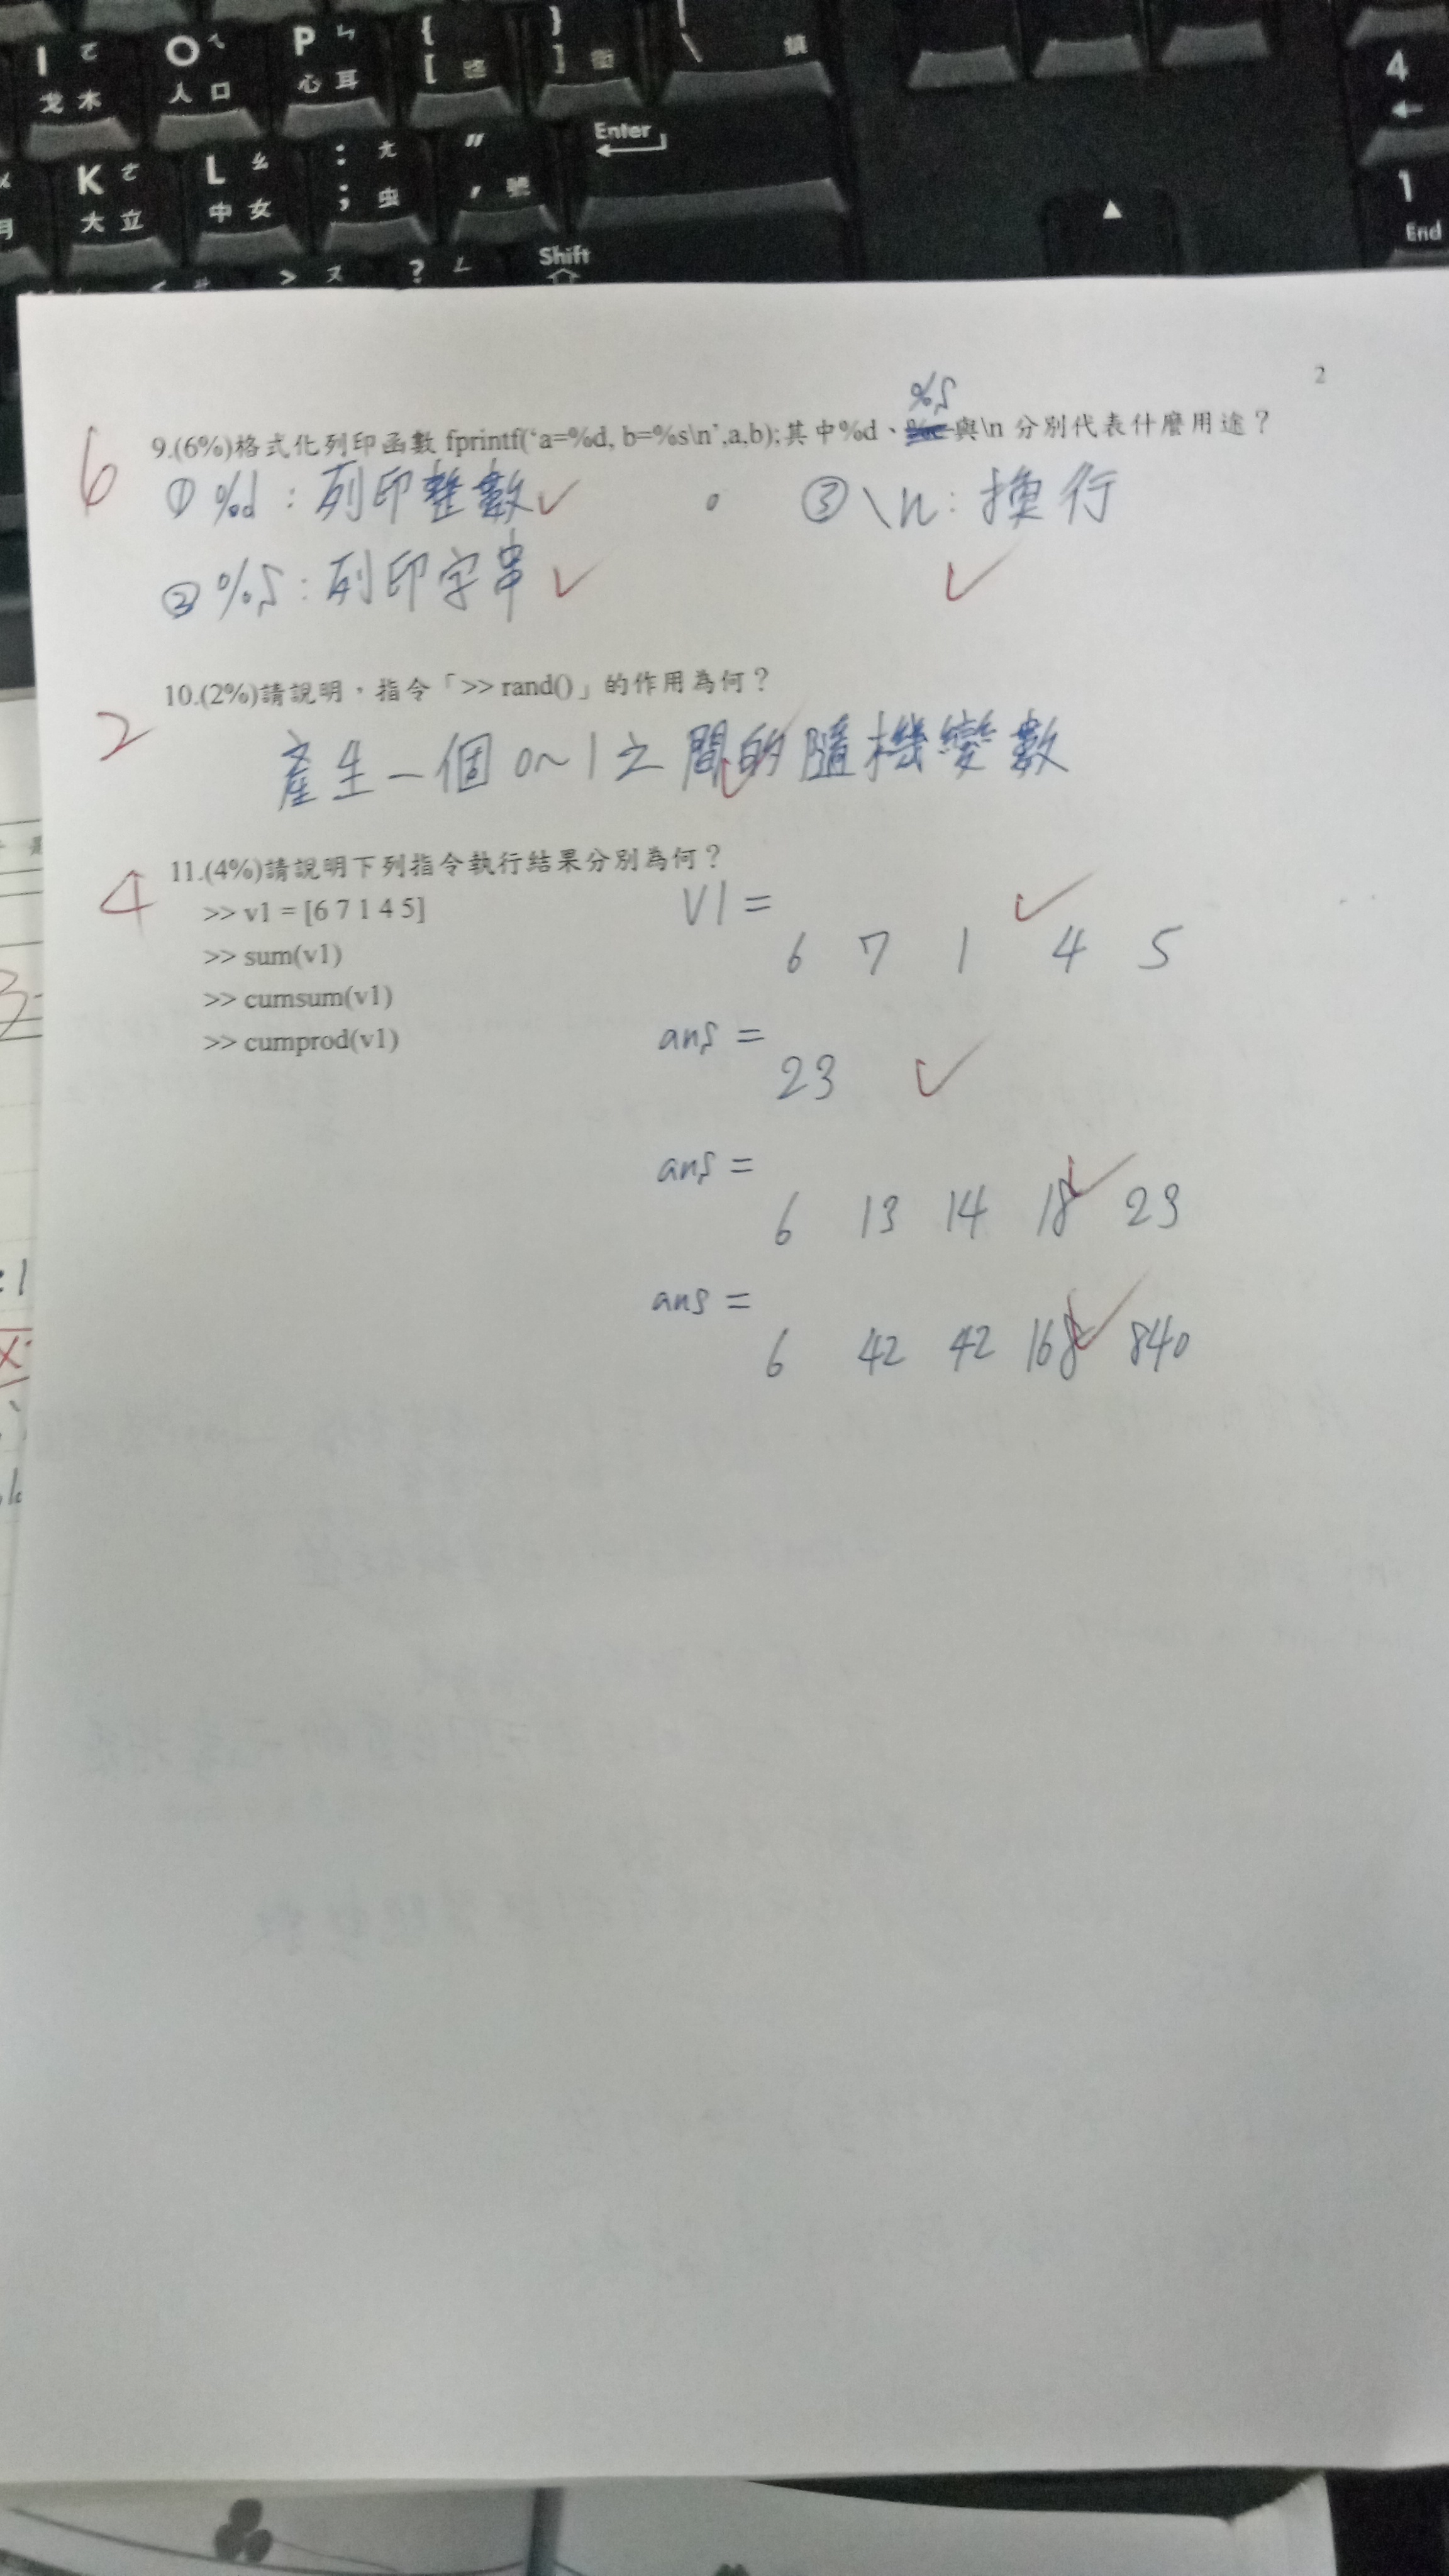 I ㄛ 戈 木
O ㄟ 人 口
P ㄣ 心 耳
{ [
} ]
\
4 ←
K ㄜ 大 立
L ㄠ 中 女
: ㄤ ; 虫
" , 號
Enter
1 End
> ㄡ
? ㄥ
Shift
2
%s
6
9.(6%)格式化列印函數 fprintf(‘a=%d, b=%s\n’,a,b);其中%d、與\n 分別代表什麼用途？
① %d : 列印整數 。 ③ \n : 換行
② %s : 列印字串
10.(2%)請說明，指令「>> rand()」的作用為何？
2
產生一個 0~1 之間的隨機變數
11.(4%)請說明下列指令執行結果分別為何？
4
>> v1 = [6 7 1 4 5]
>> sum(v1)
>> cumsum(v1)
>> cumprod(v1)
V1 =
6 7 1 4 5
ans =
23
ans =
6 13 14 18 23
ans =
6 42 42 168 840